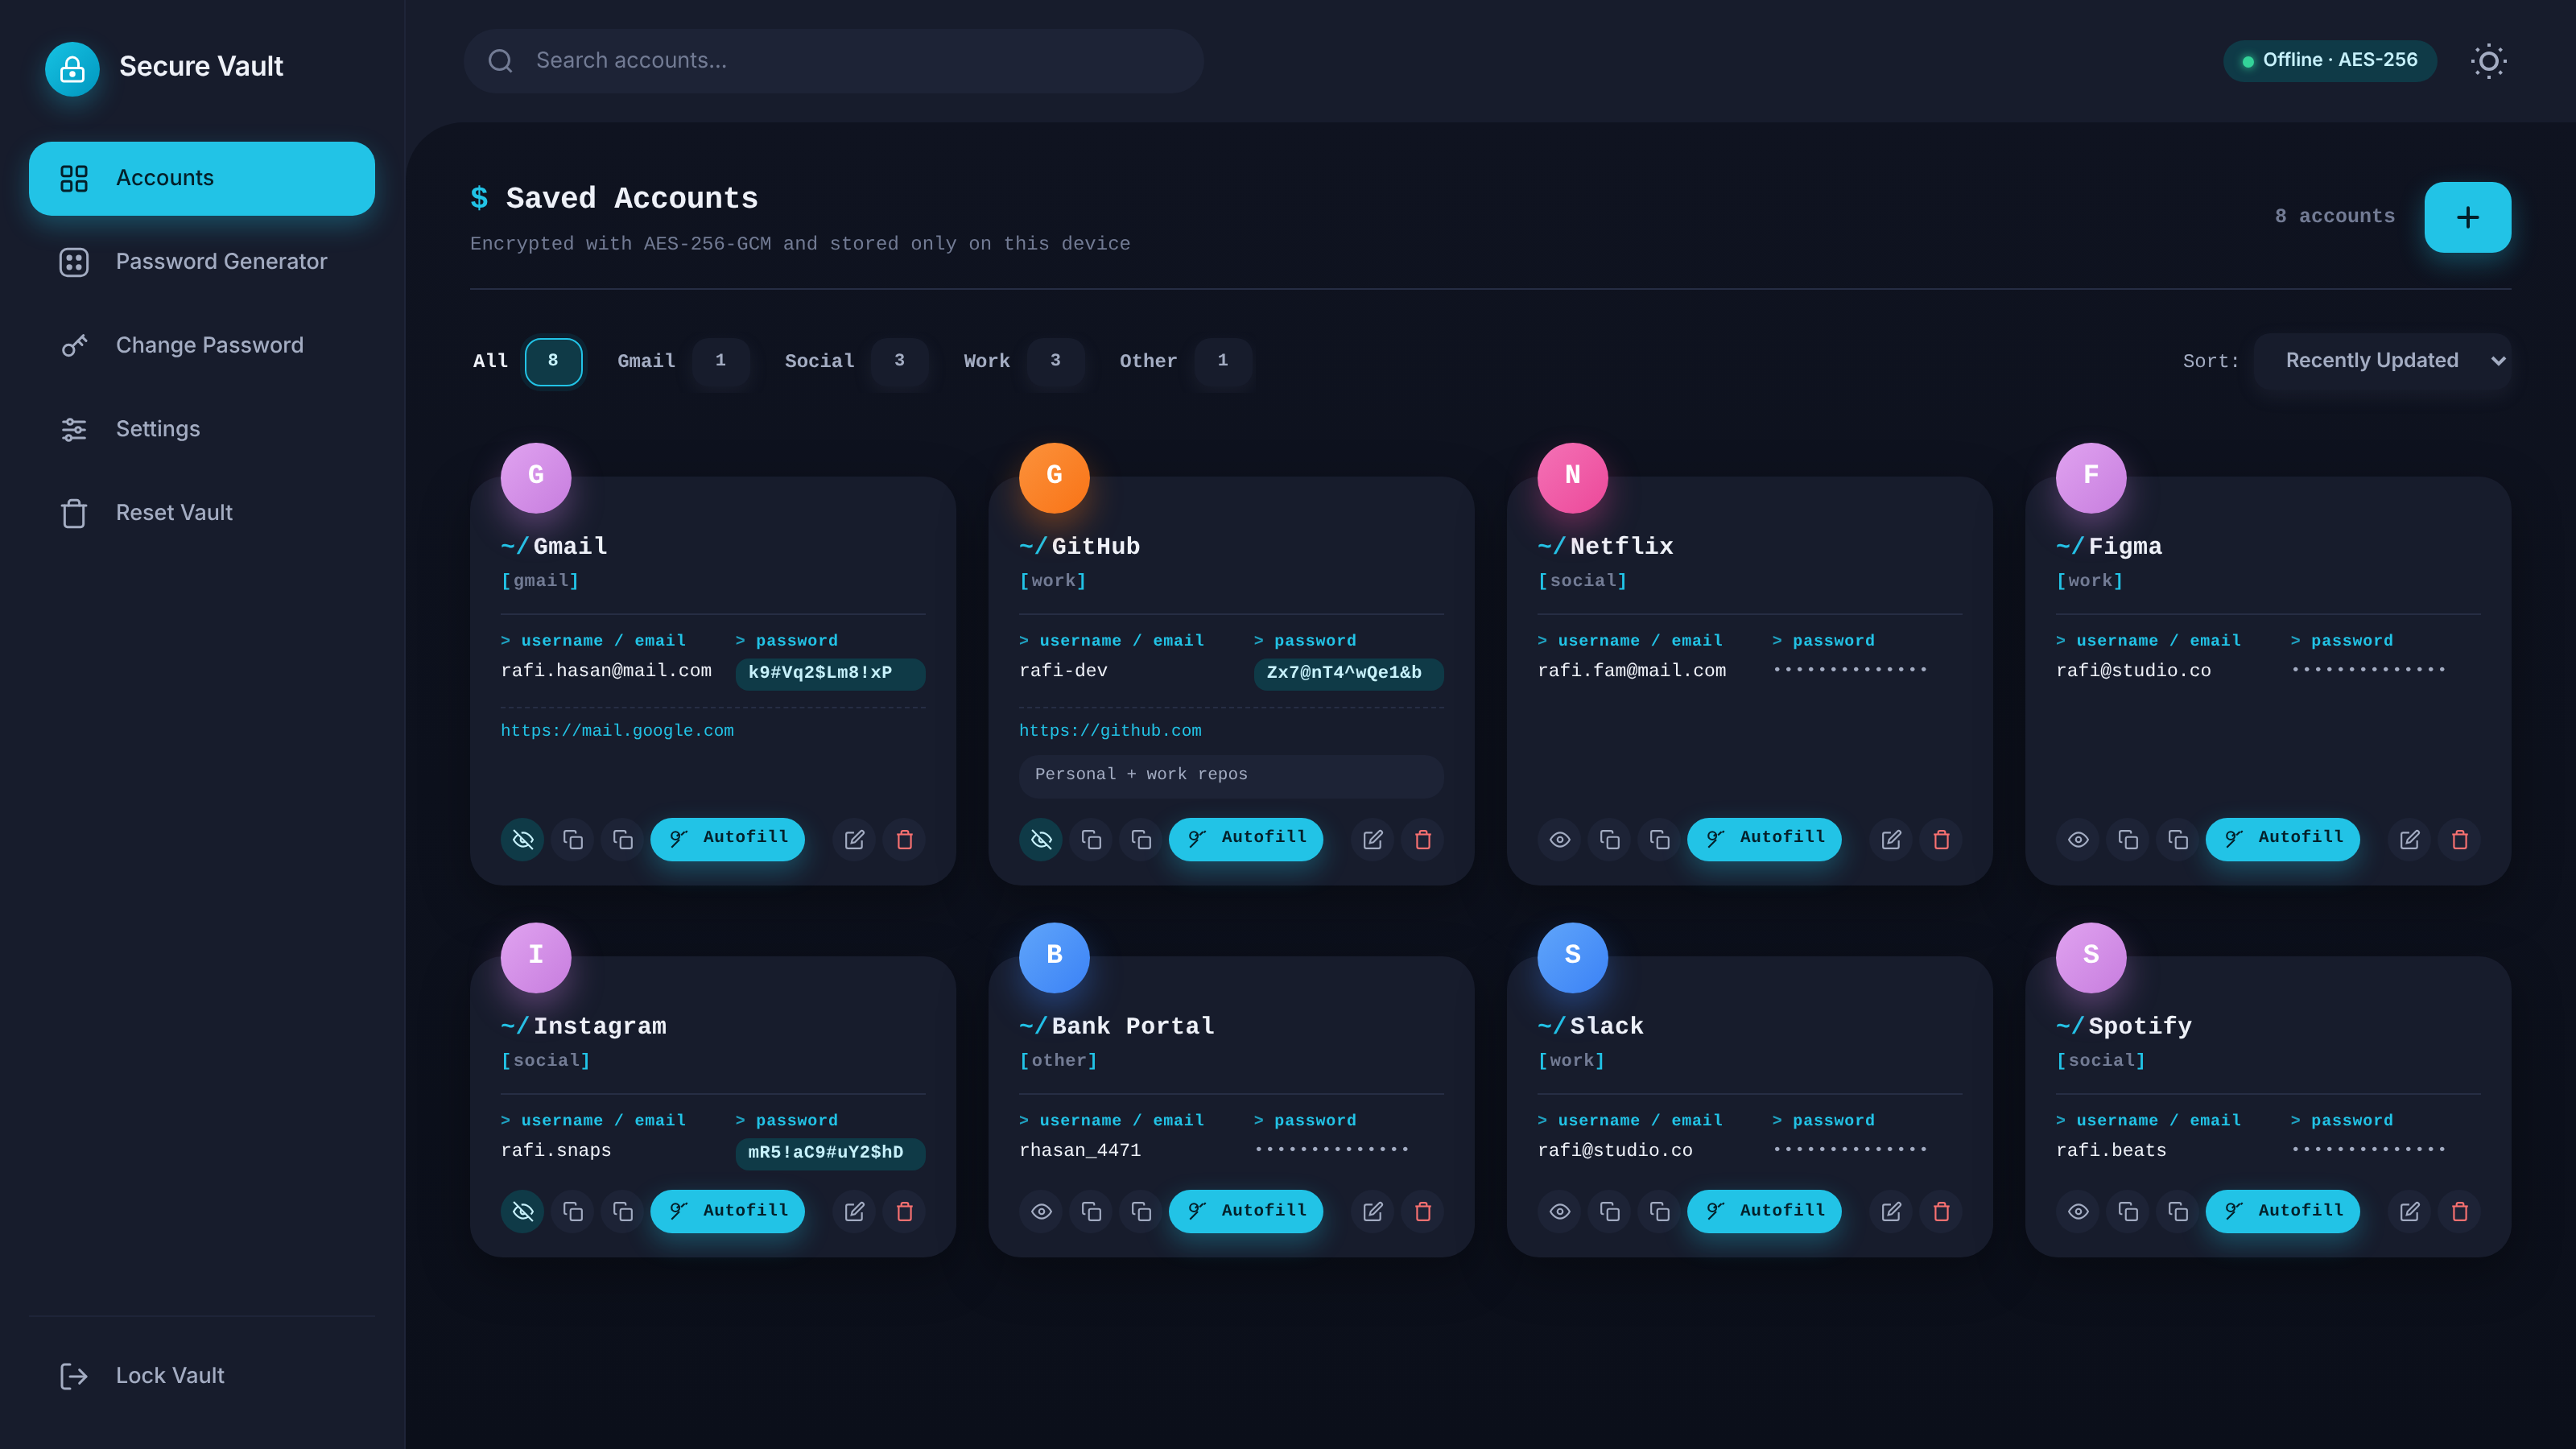 Secure Vault
Accounts
Password Generator
Change Password
Settings
Reset Vault
Lock Vault
Search accounts...
Offline · AES-256
$ Saved Accounts
Encrypted with AES-256-GCM and stored only on this device
8 accounts
All 8 Gmail 1 Social 3 Work 3 Other 1
Sort: Recently Updated
G
~/Gmail
[gmail]
> username / email > password
rafi.hasan@mail.com k9#Vq2$Lm8!xP
https://mail.google.com
Autofill
G
~/GitHub
[work]
> username / email > password
rafi-dev Zx7@nT4^wQe1&b
https://github.com
Personal + work repos
Autofill
N
~/Netflix
[social]
> username / email > password
rafi.fam@mail.com ••••••••••••••
Autofill
F
~/Figma
[work]
> username / email > password
rafi@studio.co ••••••••••••••
Autofill
I
~/Instagram
[social]
> username / email > password
rafi.snaps mR5!aC9#uY2$hD
Autofill
B
~/Bank Portal
[other]
> username / email > password
rhasan_4471 ••••••••••••••
Autofill
S
~/Slack
[work]
> username / email > password
rafi@studio.co ••••••••••••••
Autofill
S
~/Spotify
[social]
> username / email > password
rafi.beats ••••••••••••••
Autofill